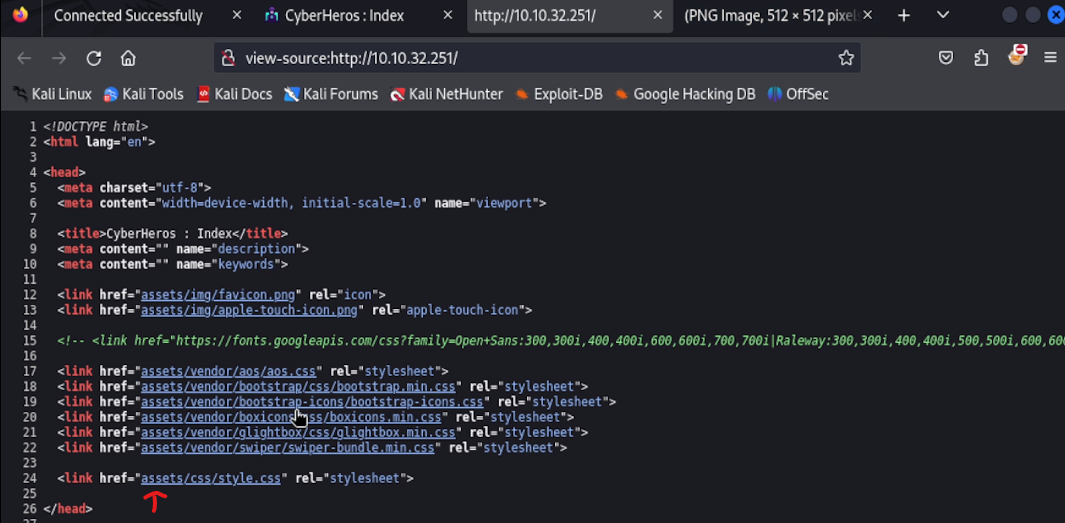 Connected Successfully
CyberHeros : Index
http://10.10.32.251/
(PNG Image, 512 × 512 pixels
view-source:http://10.10.32.251/
Kali Linux Kali Tools Kali Docs Kali Forums Kali NetHunter Exploit-DB Google Hacking DB OffSec
1 <!DOCTYPE html>
2 <html lang="en">
3
4 <head>
5 <meta charset="utf-8">
6 <meta content="width=device-width, initial-scale=1.0" name="viewport">
7
8 <title>CyberHeros : Index</title>
9 <meta content="" name="description">
10 <meta content="" name="keywords">
11
12 <link href="assets/img/favicon.png" rel="icon">
13 <link href="assets/img/apple-touch-icon.png" rel="apple-touch-icon">
14
15 <!-- <link href="https://fonts.googleapis.com/css?family=Open+Sans:300,300i,400,400i,600,600i,700,700i|Raleway:300,300i,400,400i,500,500i,600,600
16
17 <link href="assets/vendor/aos/aos.css" rel="stylesheet">
18 <link href="assets/vendor/bootstrap/css/bootstrap.min.css" rel="stylesheet">
19 <link href="assets/vendor/bootstrap-icons/bootstrap-icons.css" rel="stylesheet">
20 <link href="assets/vendor/boxicons/css/boxicons.min.css" rel="stylesheet">
21 <link href="assets/vendor/glightbox/css/glightbox.min.css" rel="stylesheet">
22 <link href="assets/vendor/swiper/swiper-bundle.min.css" rel="stylesheet">
23
24 <link href="assets/css/style.css" rel="stylesheet">
25
26 </head>
27